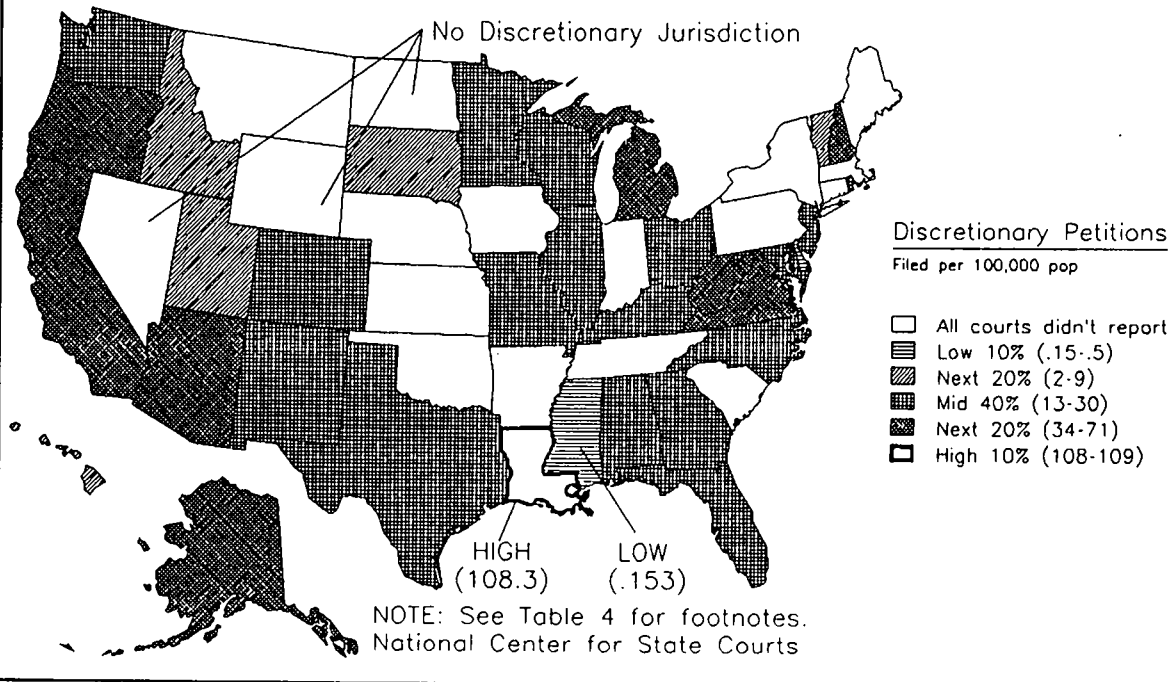 No Discretionary Jurisdiction
Discretionary Petitions
Filed per 100,000 pop
All courts didn't report
Low 10% (.15-.5)
Next 20% (2-9)
Mid 40% (13-30)
Next 20% (34-71)
High 10% (108-109)
HIGH
(108.3)
LOW
(.153)
NOTE: See Table 4 for footnotes.
National Center for State Courts